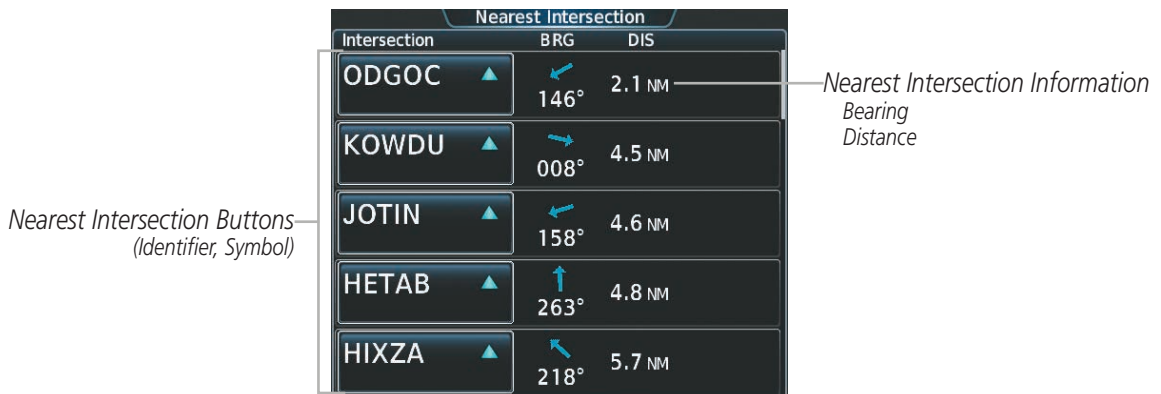 Nearest Intersection
Intersection BRG DIS
ODGOC 146° 2.1 NM
KOWDU 008° 4.5 NM
JOTIN 158° 4.6 NM
HETAB 263° 4.8 NM
HIXZA 218° 5.7 NM
Nearest Intersection Buttons
(Identifier, Symbol)
Nearest Intersection Information
Bearing
Distance